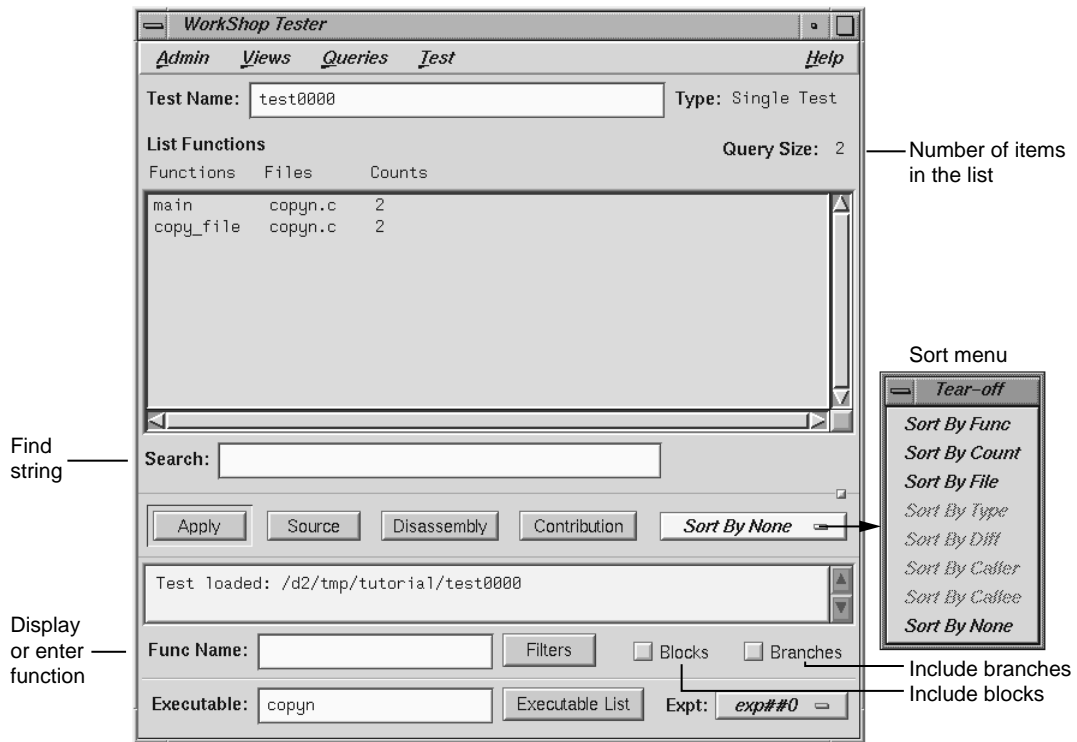 WorkShop Tester
Admin Views Queries Test Help
Test Name: test0000 Type: Single Test
List Functions
Query Size: 2
Number of items
in the list
Functions Files Counts
main copyn.c 2
copy_file copyn.c 2
Sort menu
Tear-off
Sort By Func
Sort By Count
Sort By File
Sort By Type
Sort By Diff
Sort By Caller
Sort By Callee
Sort By None
Find
string
Search:
Apply Source Disassembly Contribution Sort By None
Test loaded: /d2/tmp/tutorial/test0000
Display
or enter
function
Func Name: Filters Blocks Branches
Include branches
Include blocks
Executable: copyn Executable List Expt: exp##0